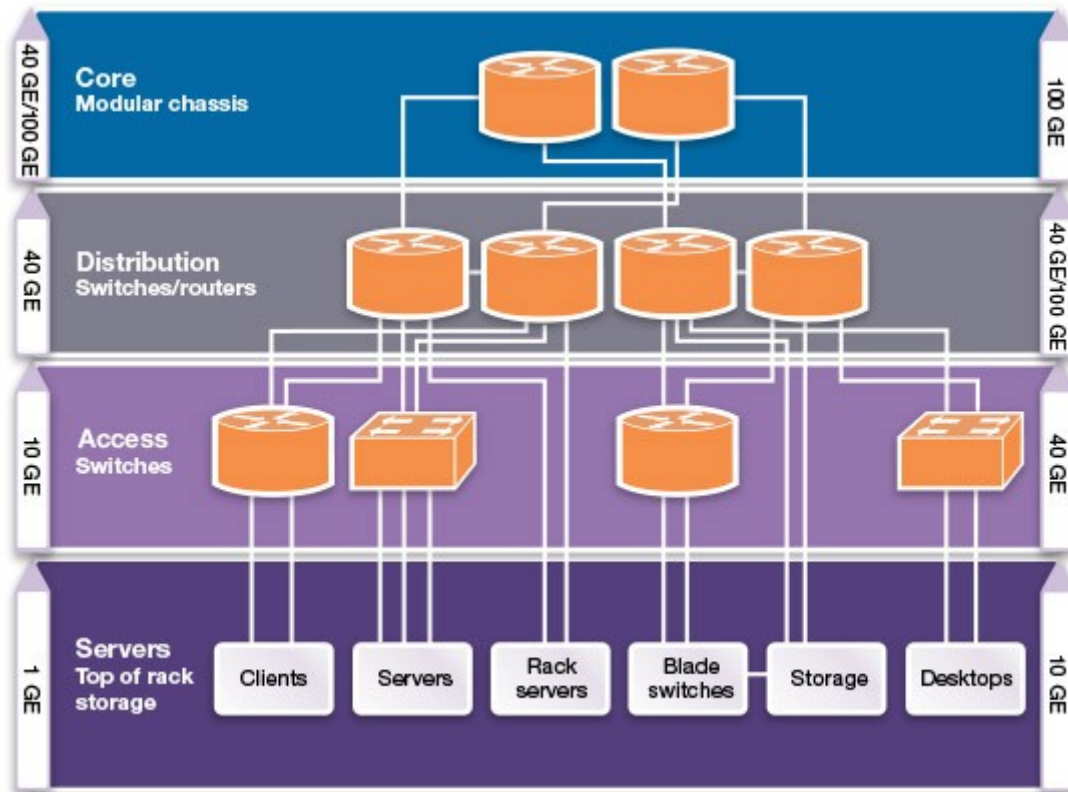 40 GE/100 GE
Core
Modular chassis
100 GE
40 GE
Distribution
Switches/routers
40 GE/100 GE
10 GE
Access
Switches
40 GE
1 GE
Servers
Top of rack
storage
Clients
Servers
Rack
servers
Blade
switches
Storage
Desktops
10 GE